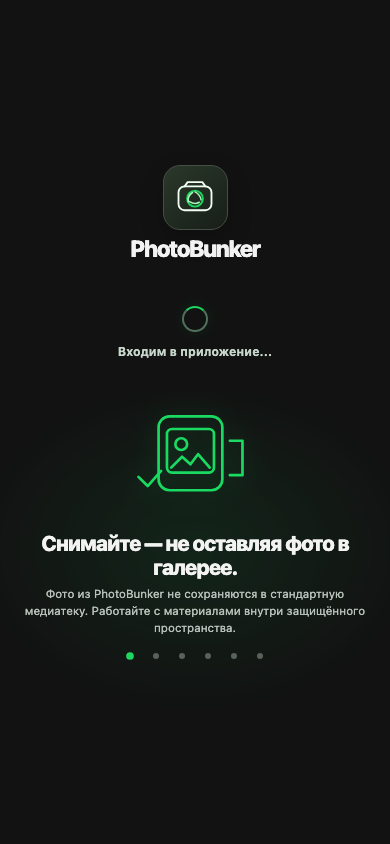 PhotoBunker
Входим в приложение...
Снимайте — не оставляя фото в
галерее.
Фото из PhotoBunker не сохраняются в стандартную
медиатеку. Работайте с материалами внутри защищённого
пространства.